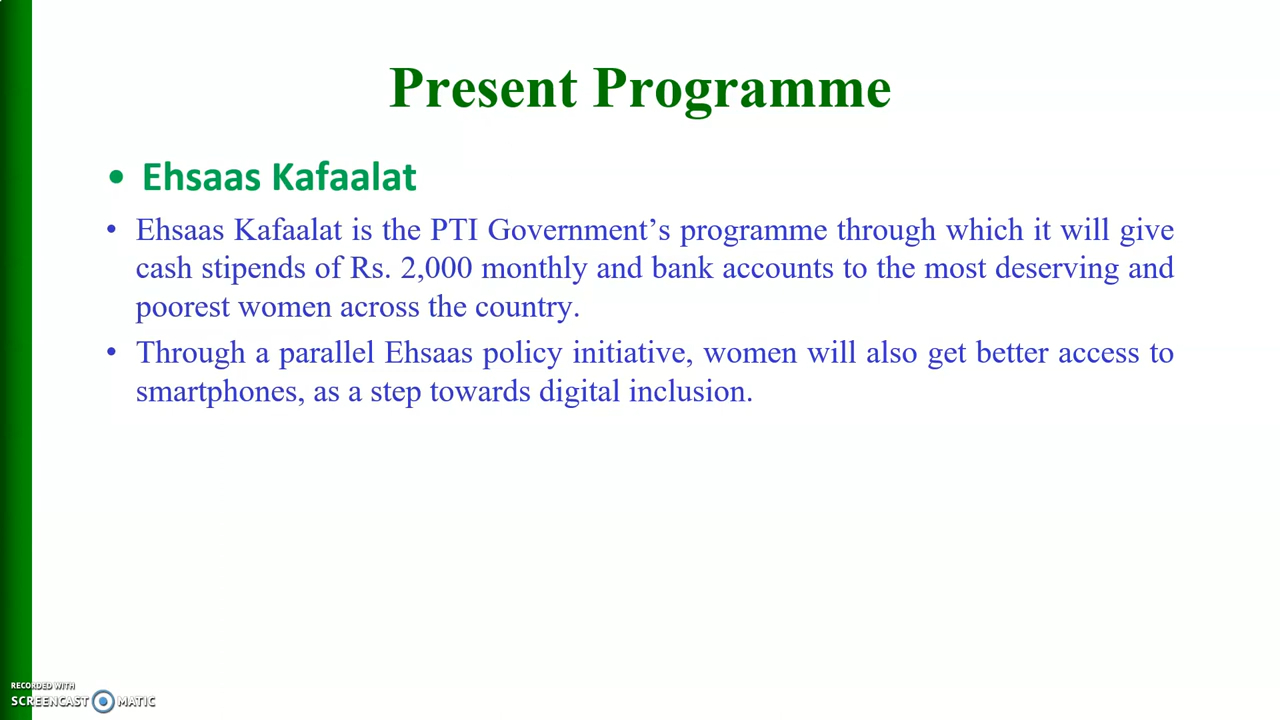 Present Programme
• Ehsaas Kafaalat
• Ehsaas Kafaalat is the PTI Government’s programme through which it will give
cash stipends of Rs. 2,000 monthly and bank accounts to the most deserving and
poorest women across the country.
• Through a parallel Ehsaas policy initiative, women will also get better access to
smartphones, as a step towards digital inclusion.
RECORDED WITH
SCREENCAST MATIC